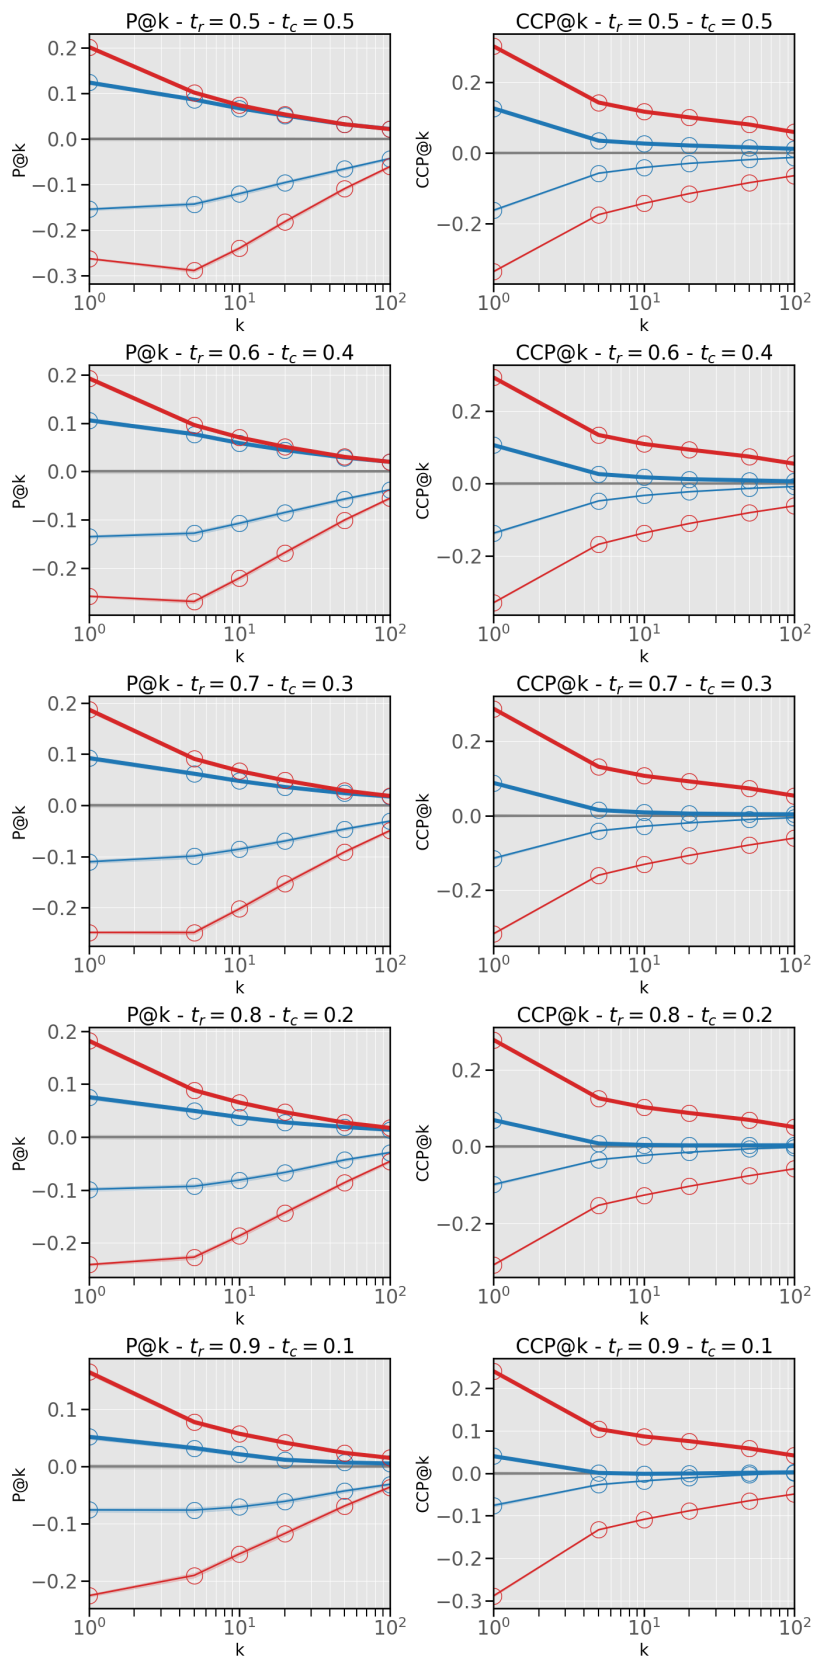 P@k - t_r = 0.5 - t_c = 0.5
0.2
0.1
0.0
−0.1
−0.2
−0.3
P@k
10^0
10^1
10^2
k
CCP@k - t_r = 0.5 - t_c = 0.5
0.2
0.0
−0.2
CCP@k
10^0
10^1
10^2
k
P@k - t_r = 0.6 - t_c = 0.4
0.2
0.1
0.0
−0.1
−0.2
P@k
10^0
10^1
10^2
k
CCP@k - t_r = 0.6 - t_c = 0.4
0.2
0.0
−0.2
CCP@k
10^0
10^1
10^2
k
P@k - t_r = 0.7 - t_c = 0.3
0.2
0.1
0.0
−0.1
−0.2
P@k
10^0
10^1
10^2
k
CCP@k - t_r = 0.7 - t_c = 0.3
0.2
0.0
−0.2
CCP@k
10^0
10^1
10^2
k
P@k - t_r = 0.8 - t_c = 0.2
0.2
0.1
0.0
−0.1
−0.2
P@k
10^0
10^1
10^2
k
CCP@k - t_r = 0.8 - t_c = 0.2
0.2
0.0
−0.2
CCP@k
10^0
10^1
10^2
k
P@k - t_r = 0.9 - t_c = 0.1
0.1
0.0
−0.1
−0.2
P@k
10^0
10^1
10^2
k
CCP@k - t_r = 0.9 - t_c = 0.1
0.2
0.1
0.0
−0.1
−0.2
−0.3
CCP@k
10^0
10^1
10^2
k